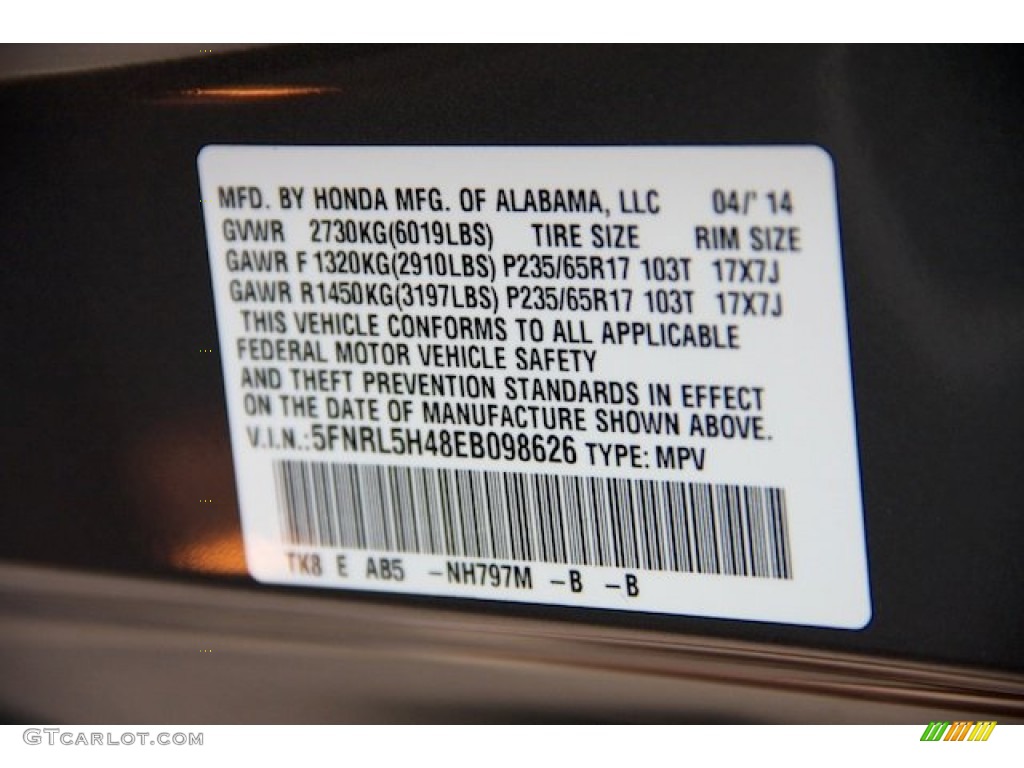 MFD. BY HONDA MFG. OF ALABAMA, LLC 04/' 14
GVWR 2730KG(6019LBS) TIRE SIZE RIM SIZE
GAWR F 1320KG(2910LBS) P235/65R17 103T 17X7J
GAWR R1450KG(3197LBS) P235/65R17 103T 17X7J
THIS VEHICLE CONFORMS TO ALL APPLICABLE
FEDERAL MOTOR VEHICLE SAFETY
AND THEFT PREVENTION STANDARDS IN EFFECT
ON THE DATE OF MANUFACTURE SHOWN ABOVE.
V.I.N.:5FNRL5H48EB098626 TYPE: MPV
TK8 E AB5 -NH797M -B -B
GTCARLOT.COM